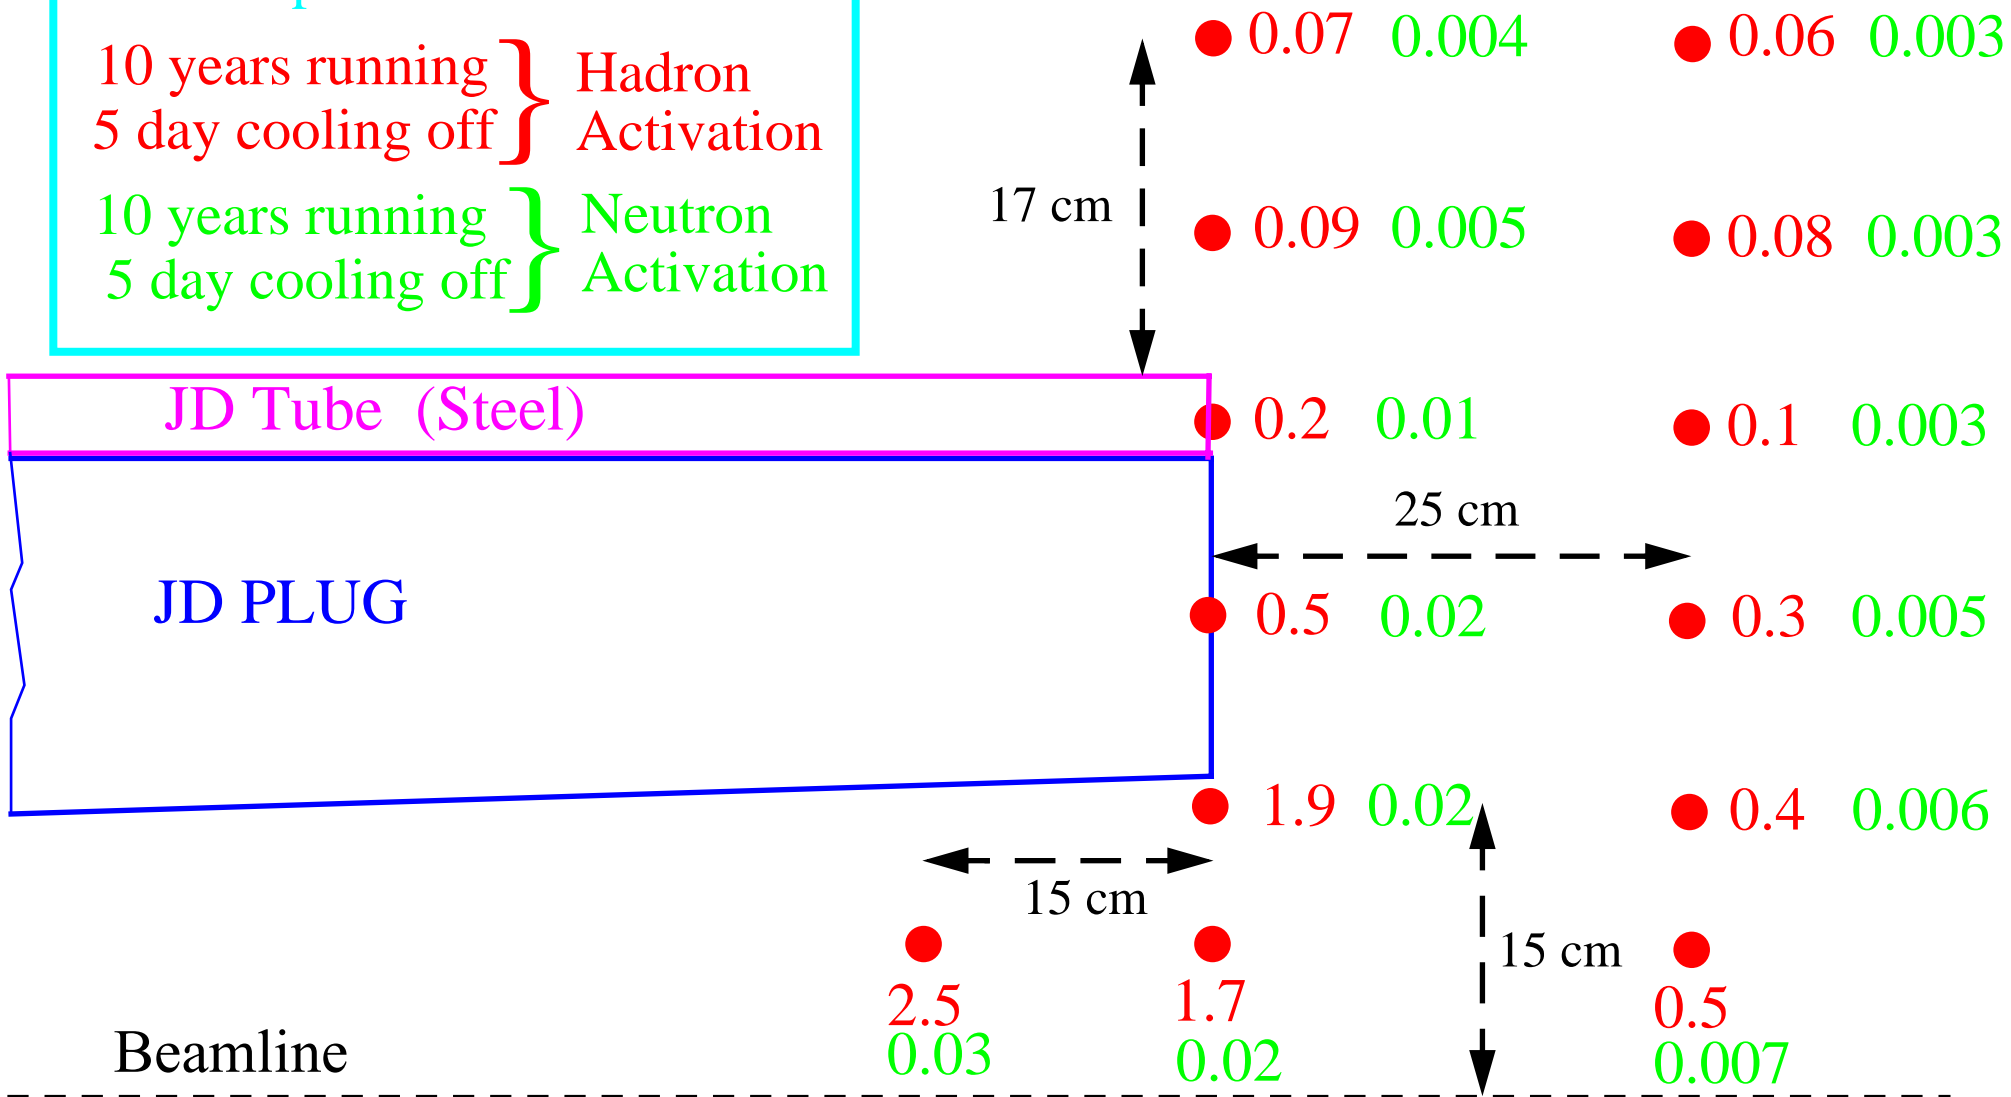 10 years running
5 day cooling off
Hadron
Activation
10 years running
5 day cooling off
Neutron
Activation
0.07 0.004
0.06 0.003
17 cm
0.09 0.005
0.08 0.003
JD Tube (Steel)
0.2 0.01
0.1 0.003
25 cm
JD PLUG
0.5 0.02
0.3 0.005
1.9 0.02
0.4 0.006
15 cm
15 cm
2.5
0.03
1.7
0.02
0.5
0.007
Beamline